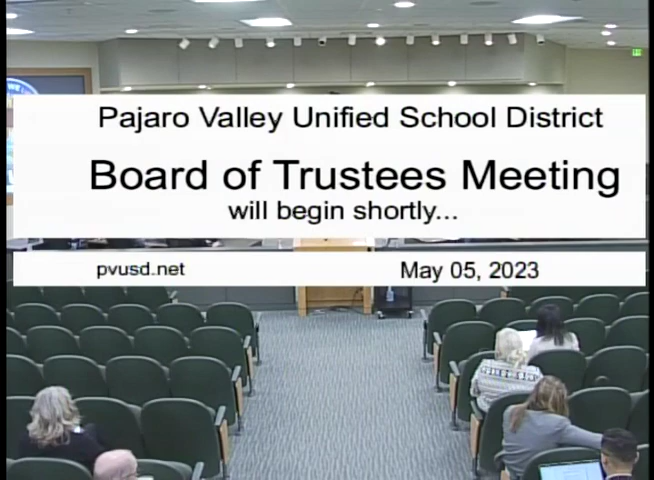 Pajaro Valley Unified School District
Board of Trustees Meeting
will begin shortly...
pvusd.net
May 05, 2023